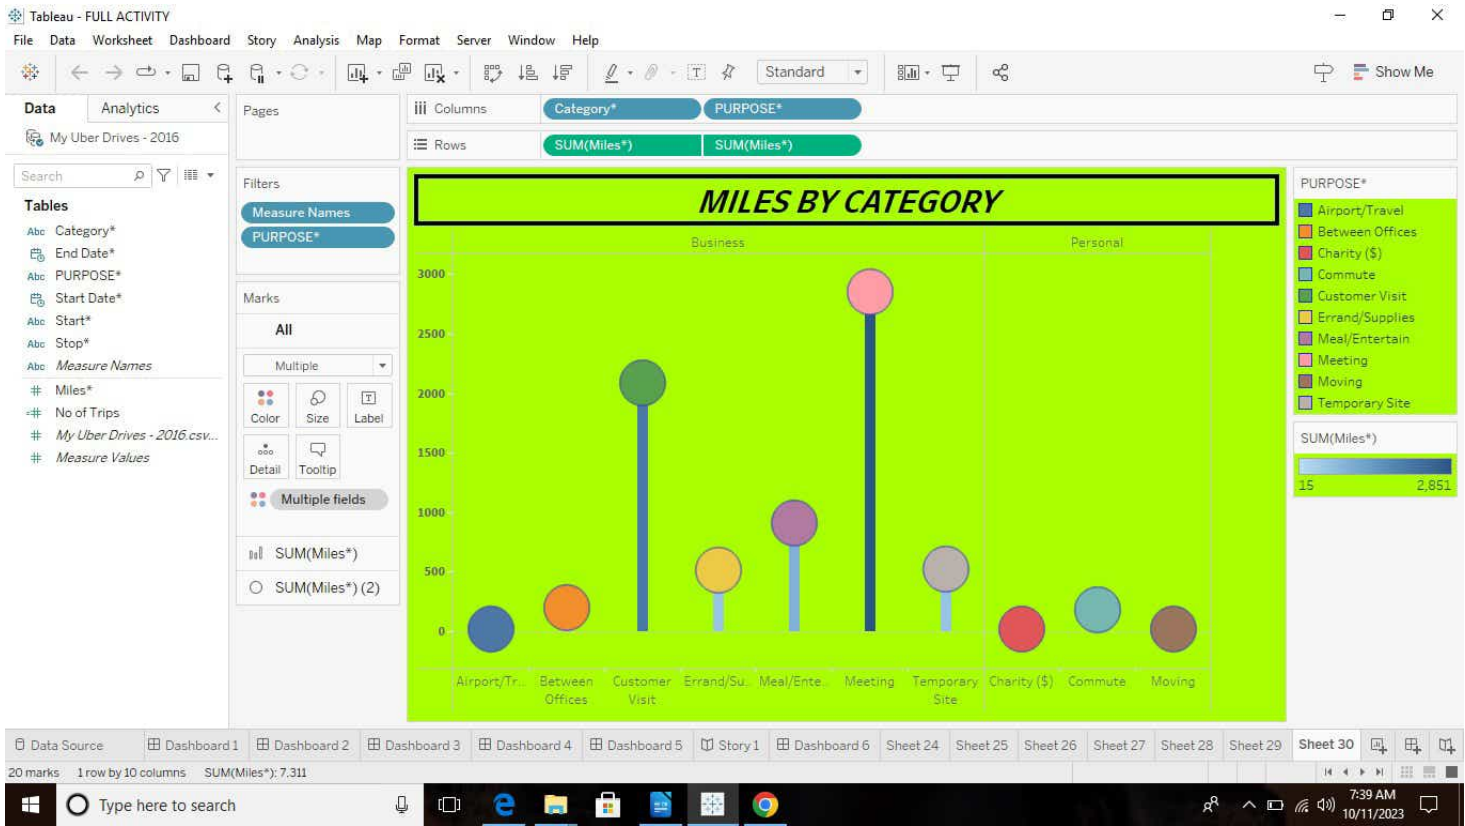 Tableau - FULL ACTIVITY
File Data Worksheet Dashboard Story Analysis Map Format Server Window Help
Standard
Show Me
Data Analytics
My Uber Drives - 2016
Search
Tables
Abc Category*
End Date*
Abc PURPOSE*
Start Date*
Abc Start*
Abc Stop*
Abc Measure Names
# Miles*
=# No of Trips
# My Uber Drives - 2016.csv...
# Measure Values
Pages
Filters
Measure Names
PURPOSE*
Marks
All
Multiple
Color Size Label
Detail Tooltip
Multiple fields
SUM(Miles*)
SUM(Miles*) (2)
Columns Category* PURPOSE*
Rows SUM(Miles*) SUM(Miles*)
MILES BY CATEGORY
Business Personal
3000
2500
2000
1500
1000
500
0
Airport/Tr.. Between Offices Customer Visit Errand/Su.. Meal/Ente.. Meeting Temporary Site Charity ($) Commute Moving
PURPOSE*
Airport/Travel
Between Offices
Charity ($)
Commute
Customer Visit
Errand/Supplies
Meal/Entertain
Meeting
Moving
Temporary Site
SUM(Miles*)
15 2,851
Data Source Dashboard 1 Dashboard 2 Dashboard 3 Dashboard 4 Dashboard 5 Story 1 Dashboard 6 Sheet 24 Sheet 25 Sheet 26 Sheet 27 Sheet 28 Sheet 29 Sheet 30
20 marks 1 row by 10 columns SUM(Miles*): 7,311
Type here to search
7:39 AM
10/11/2023